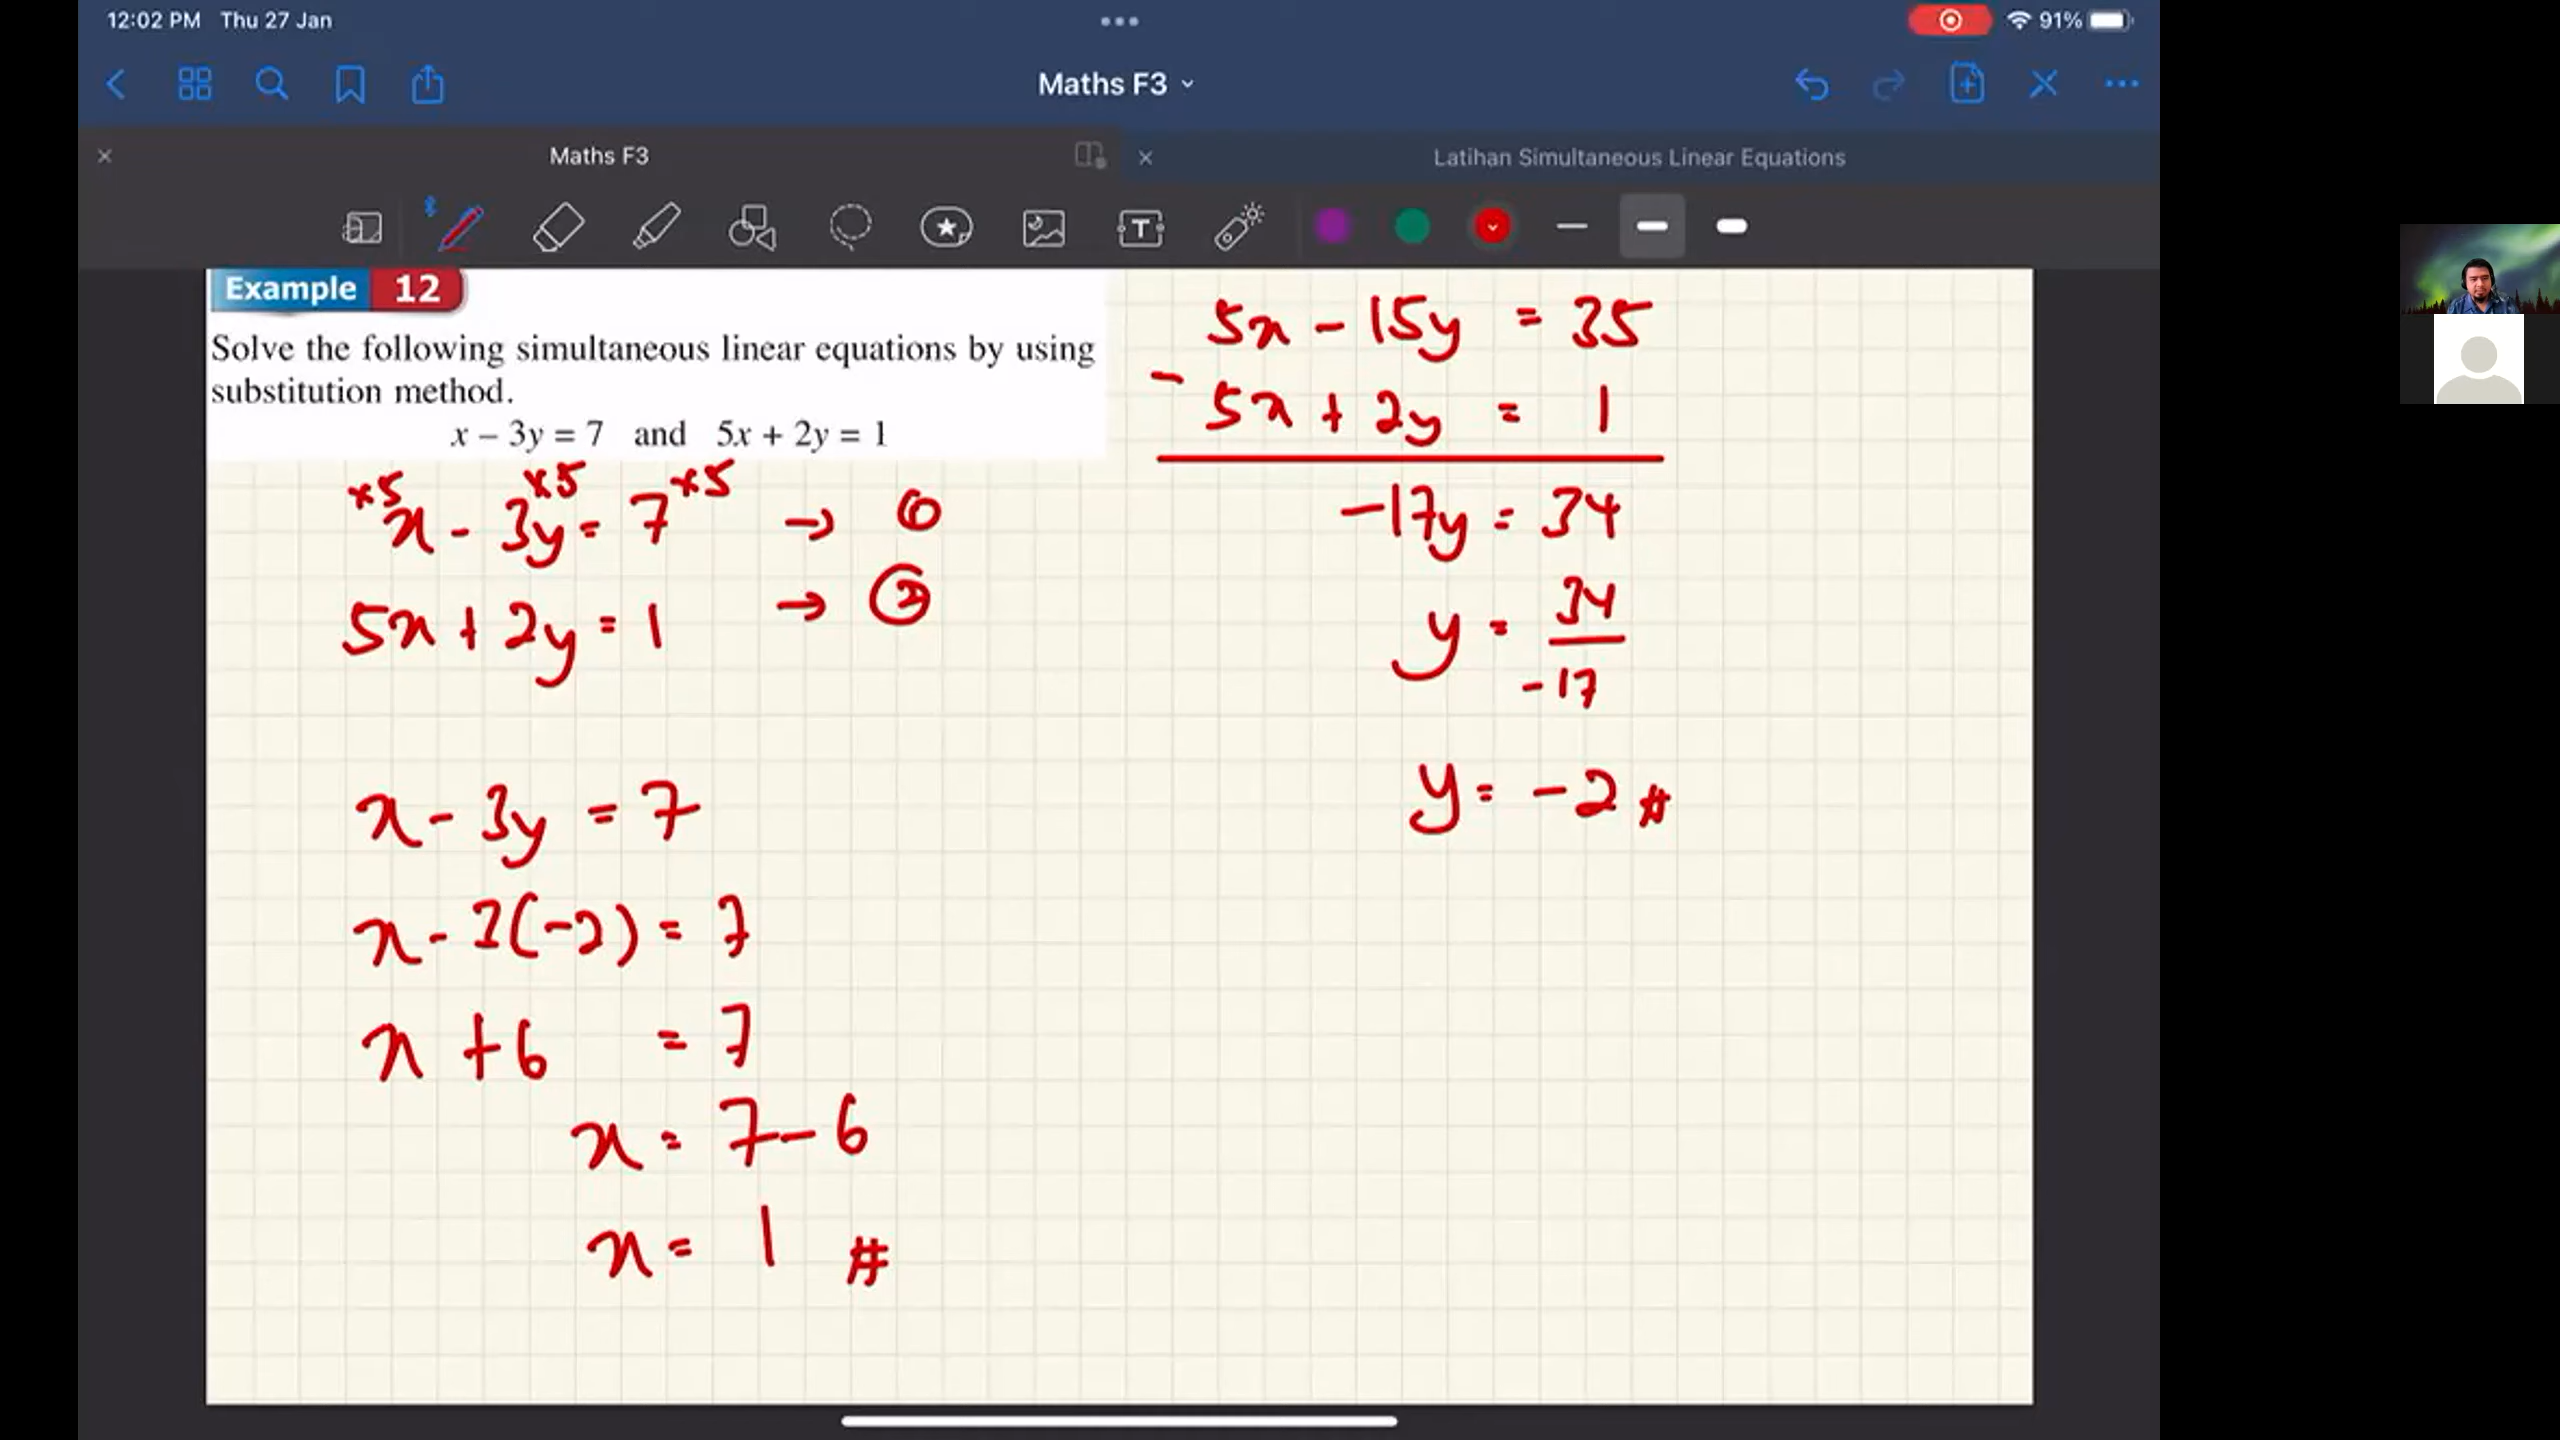 12:02 PM Thu 27 Jan
91%
Maths F3
Maths F3
Latihan Simultaneous Linear Equations
T
Example 12
Solve the following simultaneous linear equations by using
substitution method.
x – 3y = 7 and 5x + 2y = 1
×5 ×5 ×5
x - 3y = 7 → ①
5x + 2y = 1 → ②
x - 3y = 7
x - 3(-2) = 7
x + 6 = 7
x = 7 - 6
x = 1 #
5x - 15y = 35
- 5x + 2y = 1
-17y = 34
y = 34
-17
y = -2 #